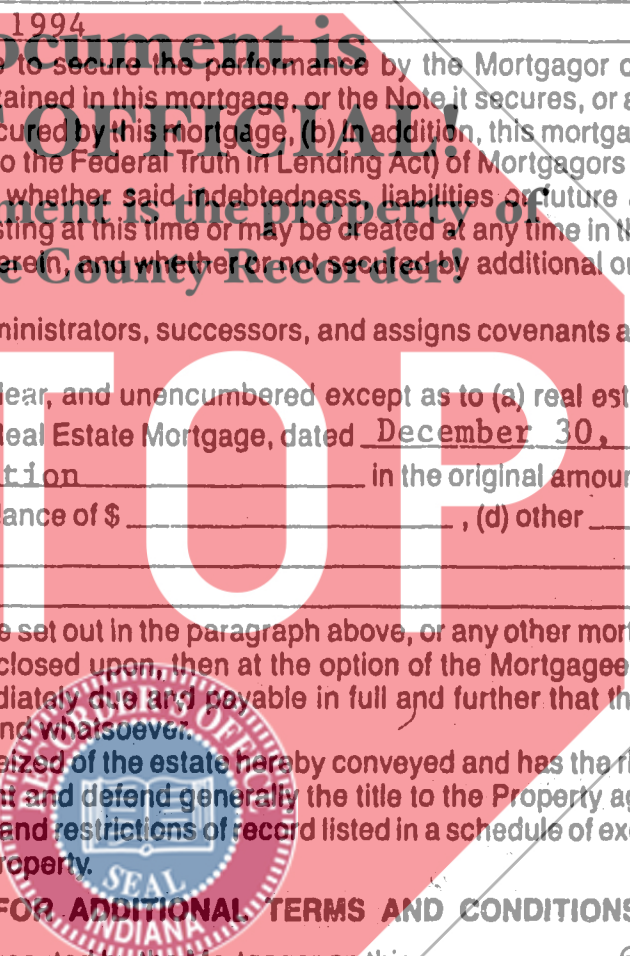 1994
ocument is
e to secure the performance by the Mortgagor o
tained in this mortgage, or the Note it secures, or a
OFFICIAL!
cured by this mortgage, (b) In addition, this mortga
o the Federal Truth in Lending Act) of Mortgagors
whether said indebtedness, liabilities or future
ment is the property of
sting at this time or may be created at any time in th
e County Recorder!
erein, and whether or not secured by additional o
ministrators, successors, and assigns covenants a
TOP
lear, and unencumbered except as to (a) real est
Real Estate Mortgage, dated December 30,
tion in the original amoun
lance of $ , (d) other
e set out in the paragraph above, or any other mort
closed upon, then at the option of the Mortgagee
diately due and payable in full and further that th
nd whatsoever.
eized of the estate hereby conveyed and has the ri
t and defend generally the title to the Property ag
and restrictions of record listed in a schedule of exc
roperty.
RECORDER'S OFFICE
SEAL
INDIANA
FOR ADDITIONAL TERMS AND CONDITIONS